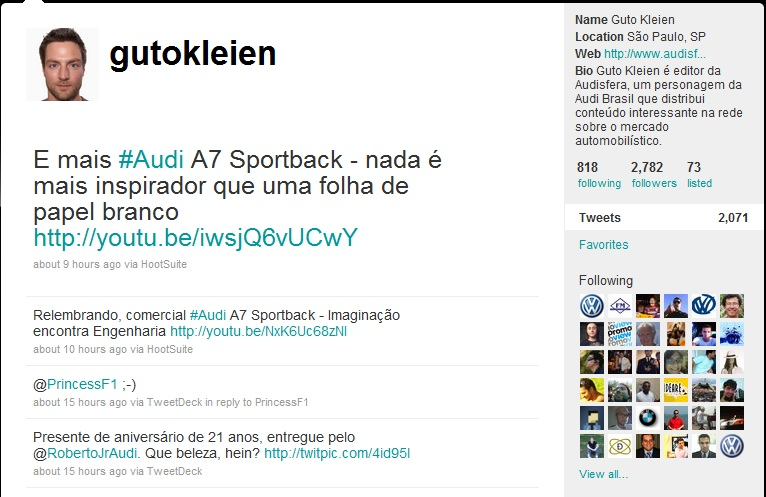 gutokleien
E mais #Audi A7 Sportback - nada é
mais inspirador que uma folha de
papel branco
http://youtu.be/iwsjQ6vUCwY
about 9 hours ago via HootSuite
Relembrando, comercial #Audi A7 Sportback - Imaginação
encontra Engenharia http://youtu.be/NxK6Uc68zNI
about 10 hours ago via HootSuite
@PrincessF1 ;-)
about 15 hours ago via TweetDeck in reply to PrincessF1
Presente de aniversário de 21 anos, entregue pelo
@RobertoJrAudi. Que beleza, hein? http://twitpic.com/4id95l
about 15 hours ago via TweetDeck
Name Guto Kleien
Location São Paulo, SP
Web http://www.audisf...
Bio Guto Kleien é editor da
Audisfera, um personagem da
Audi Brasil que distribui
conteúdo interessante na rede
sobre o mercado
automobilístico.
818 2,782 73
following followers listed
Tweets 2,071
Favorites
Following
View all...